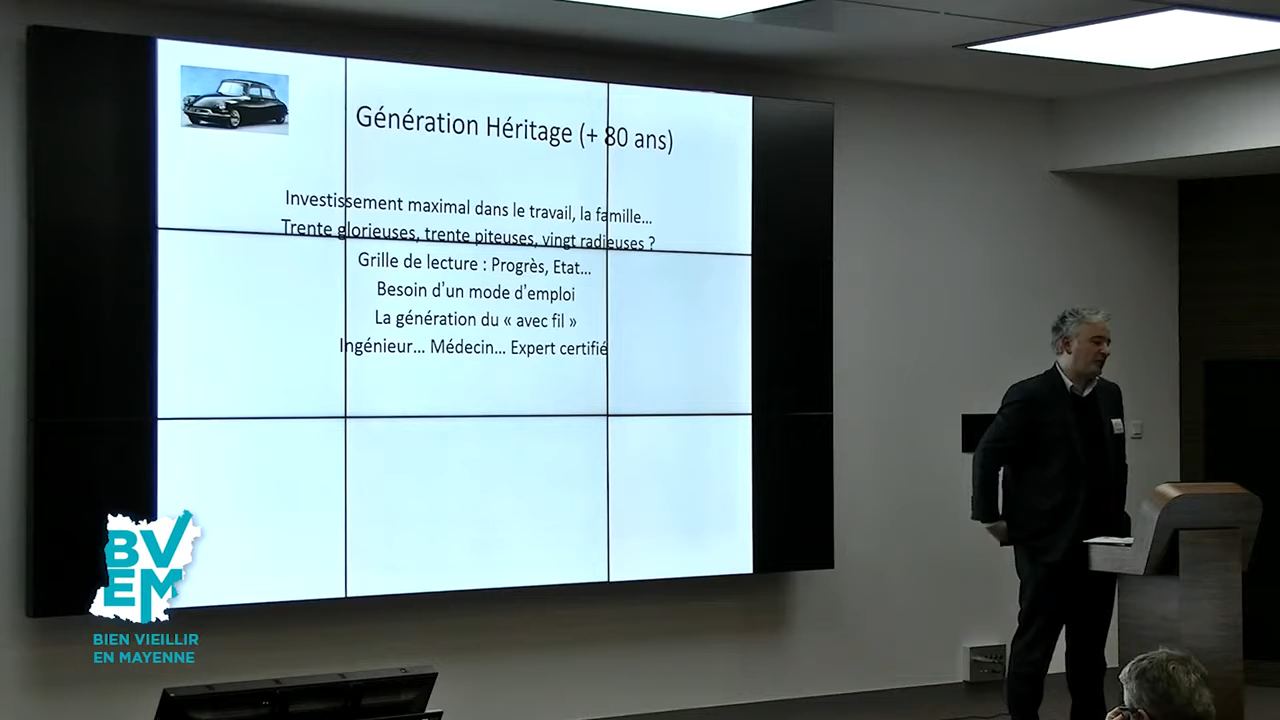 Génération Héritage (+ 80 ans)
Investissement maximal dans le travail, la famille...
Trente glorieuses, trente piteuses, vingt radieuses ?
Grille de lecture : Progrès, Etat...
Besoin d'un mode d'emploi
La génération du « avec fil »
Ingénieur... Médecin... Expert certifié
BV
EM
BIEN VIEILLIR
EN MAYENNE